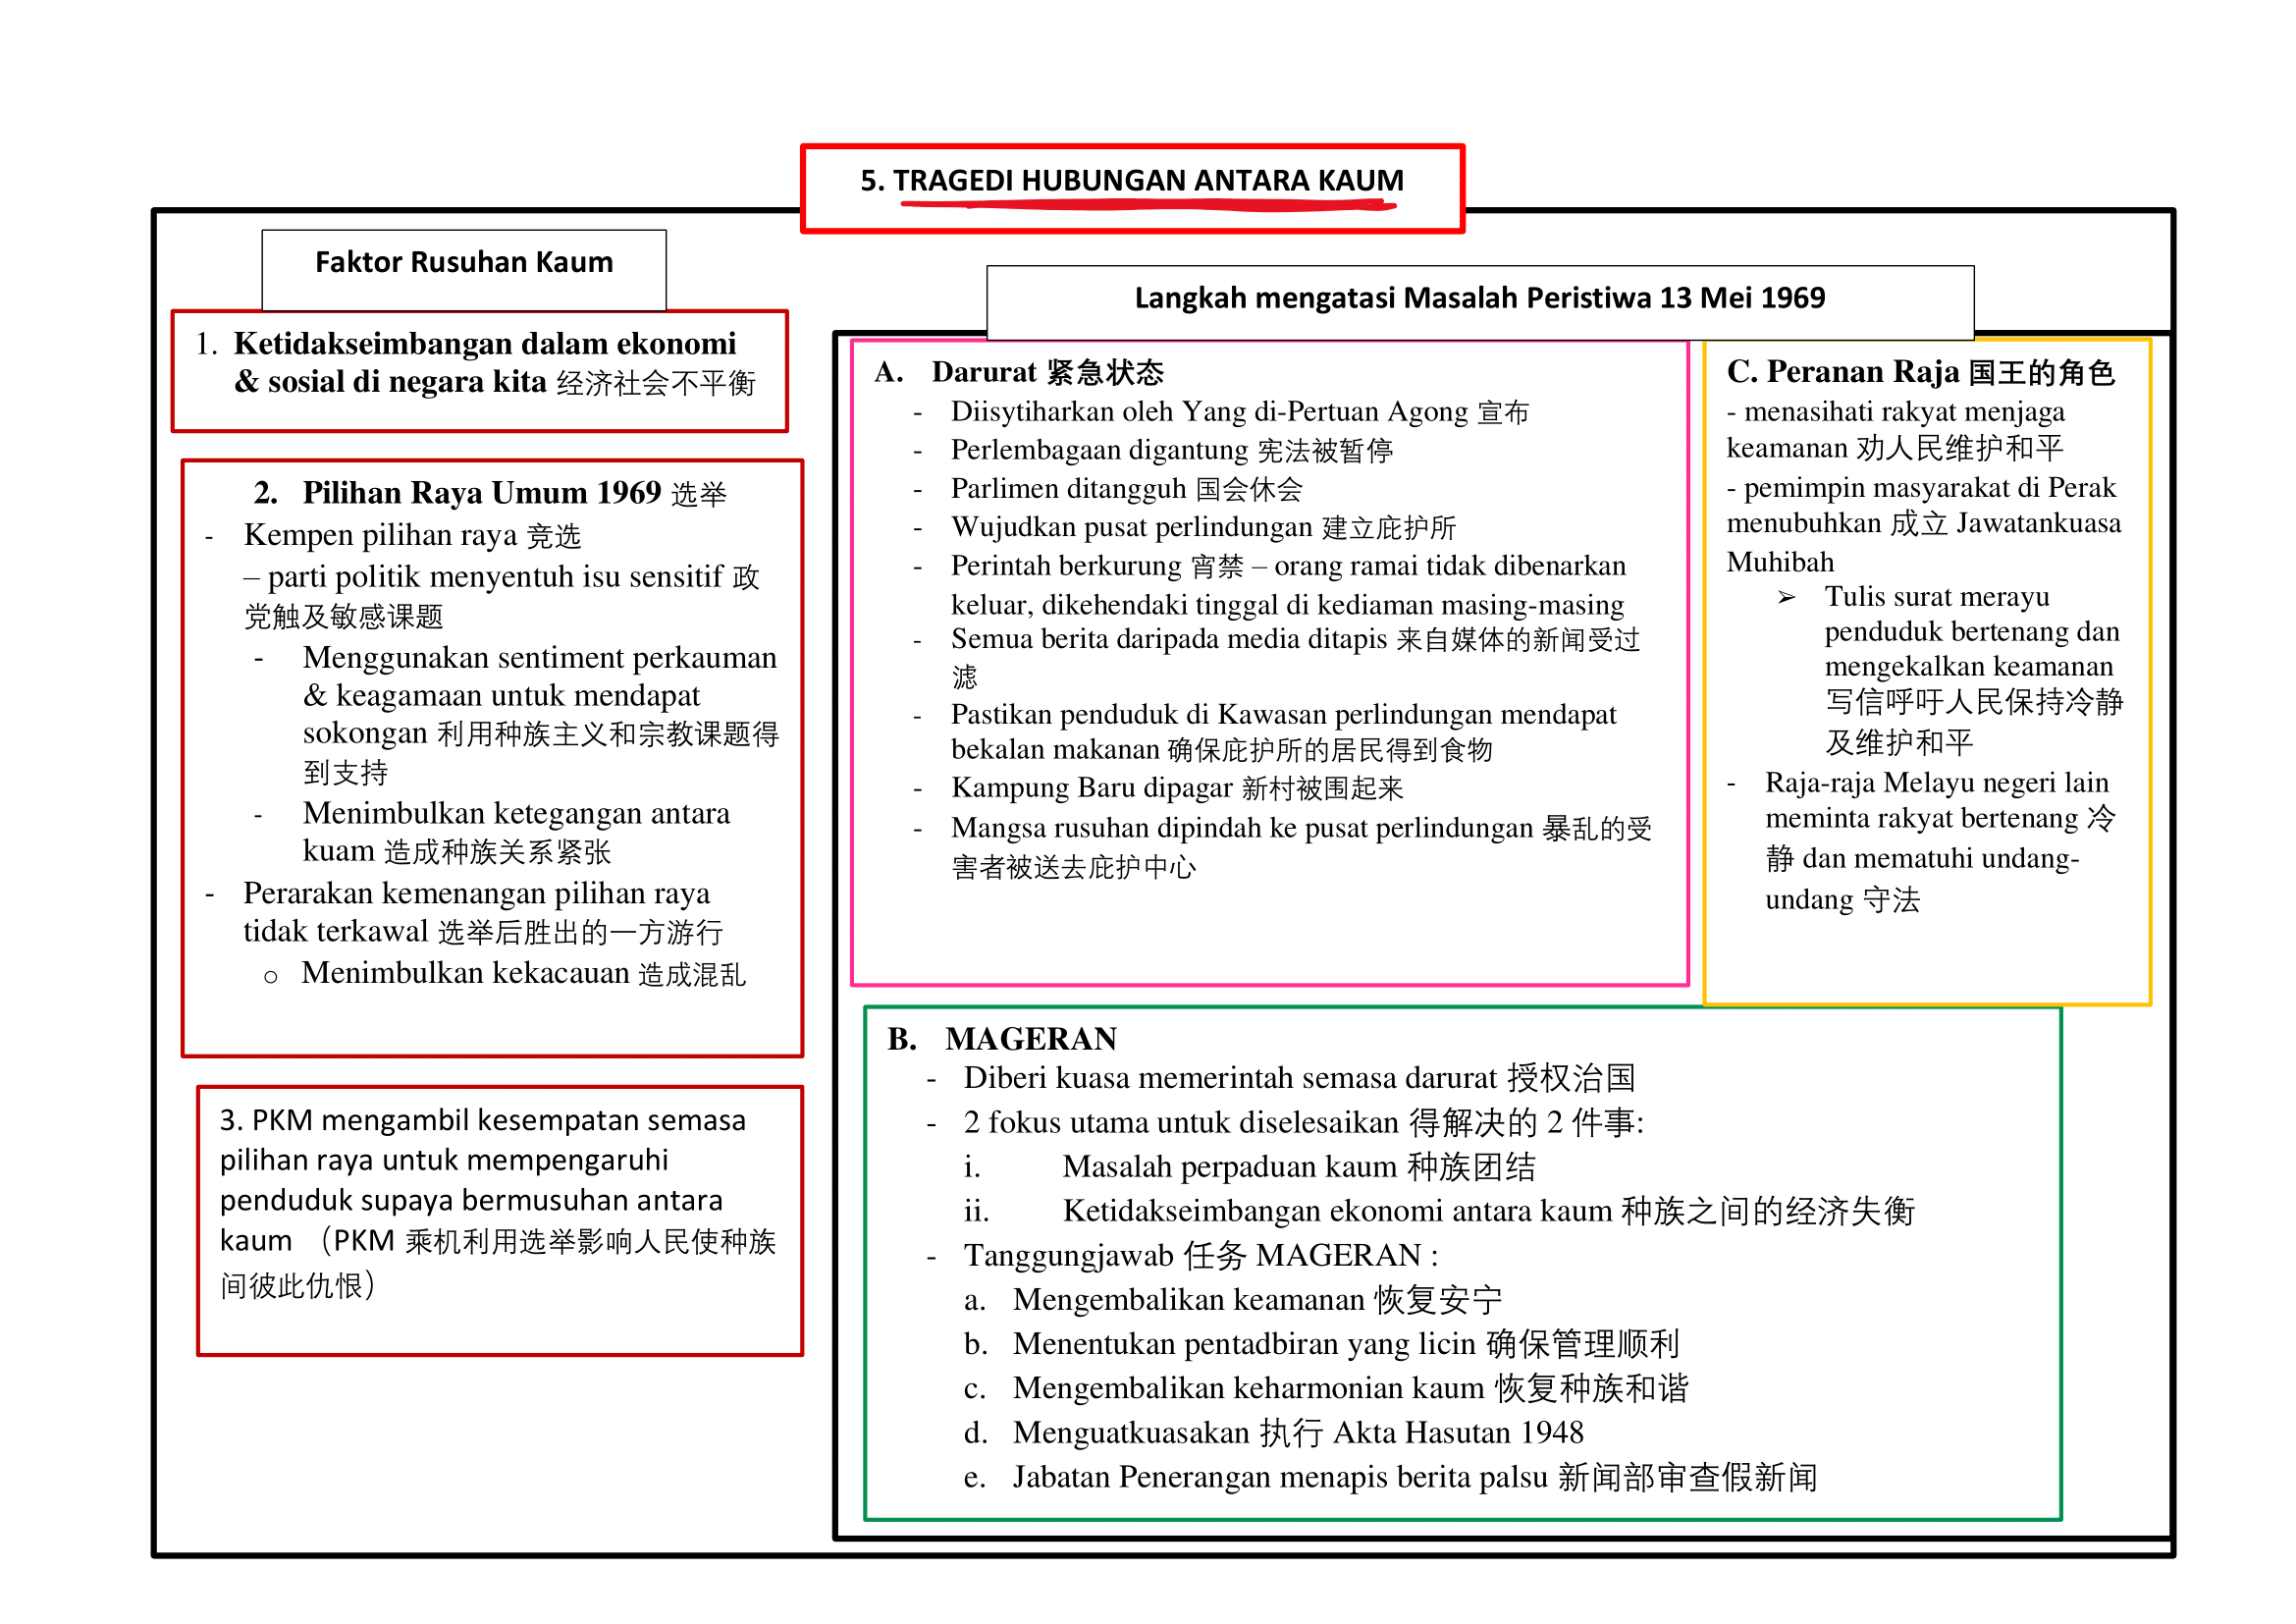 5. TRAGEDI HUBUNGAN ANTARA KAUM
Faktor Rusuhan Kaum
1. Ketidakseimbangan dalam ekonomi
& sosial di negara kita 经济社会不平衡
2. Pilihan Raya Umum 1969 选举
- Kempen pilihan raya 竞选
– parti politik menyentuh isu sensitif 政
党触及敏感课题
- Menggunakan sentiment perkauman
& keagamaan untuk mendapat
sokongan 利用种族主义和宗教课题得
到支持
- Menimbulkan ketegangan antara
kuam 造成种族关系紧张
- Perarakan kemenangan pilihan raya
tidak terkawal 选举后胜出的一方游行
o Menimbulkan kekacauan 造成混乱
3. PKM mengambil kesempatan semasa
pilihan raya untuk mempengaruhi
penduduk supaya bermusuhan antara
kaum （PKM 乘机利用选举影响人民使种族
间彼此仇恨）
Langkah mengatasi Masalah Peristiwa 13 Mei 1969
A. Darurat 紧急状态
- Diisytiharkan oleh Yang di-Pertuan Agong 宣布
- Perlembagaan digantung 宪法被暂停
- Parlimen ditangguh 国会休会
- Wujudkan pusat perlindungan 建立庇护所
- Perintah berkurung 宵禁 – orang ramai tidak dibenarkan
keluar, dikehendaki tinggal di kediaman masing-masing
- Semua berita daripada media ditapis 来自媒体的新闻受过
滤
- Pastikan penduduk di Kawasan perlindungan mendapat
bekalan makanan 确保庇护所的居民得到食物
- Kampung Baru dipagar 新村被围起来
- Mangsa rusuhan dipindah ke pusat perlindungan 暴乱的受
害者被送去庇护中心
C. Peranan Raja 国王的角色
- menasihati rakyat menjaga
keamanan 劝人民维护和平
- pemimpin masyarakat di Perak
menubuhkan 成立 Jawatankuasa
Muhibah
➢ Tulis surat merayu
penduduk bertenang dan
mengekalkan keamanan
写信呼吁人民保持冷静
及维护和平
- Raja-raja Melayu negeri lain
meminta rakyat bertenang 冷
静 dan mematuhi undang-
undang 守法
B. MAGERAN
- Diberi kuasa memerintah semasa darurat 授权治国
- 2 fokus utama untuk diselesaikan 得解决的 2 件事:
i. Masalah perpaduan kaum 种族团结
ii. Ketidakseimbangan ekonomi antara kaum 种族之间的经济失衡
- Tanggungjawab 任务 MAGERAN :
a. Mengembalikan keamanan 恢复安宁
b. Menentukan pentadbiran yang licin 确保管理顺利
c. Mengembalikan keharmonian kaum 恢复种族和谐
d. Menguatkuasakan 执行 Akta Hasutan 1948
e. Jabatan Penerangan menapis berita palsu 新闻部审查假新闻